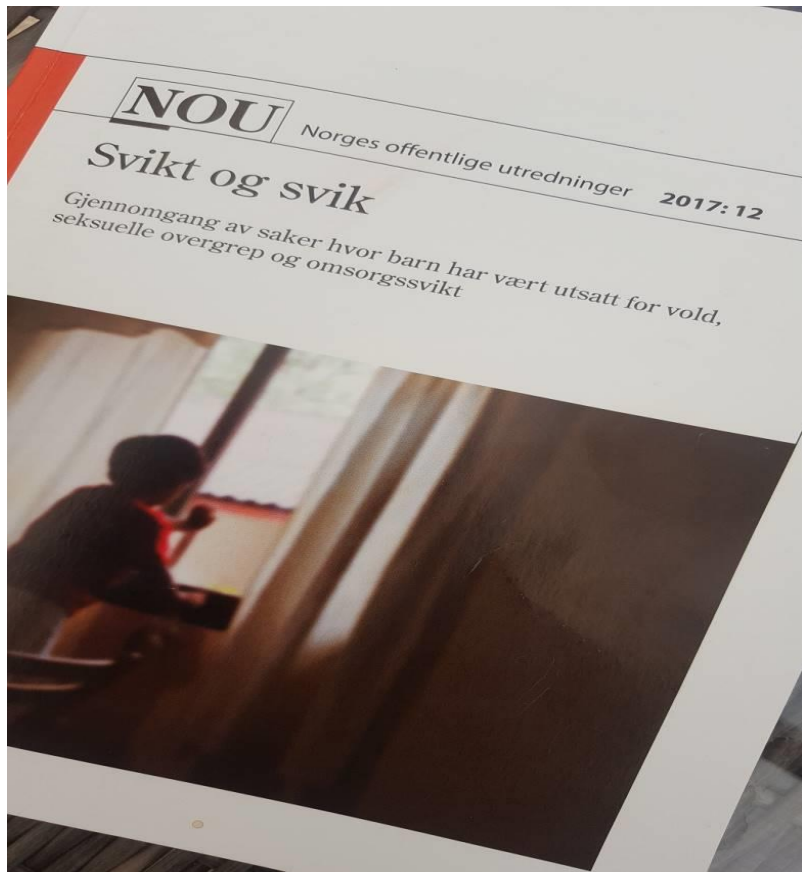 NOU Norges offentlige utredninger 2017: 12
Svikt og svik
Gjennomgang av saker hvor barn har vært utsatt for vold,
seksuelle overgrep og omsorgssvikt